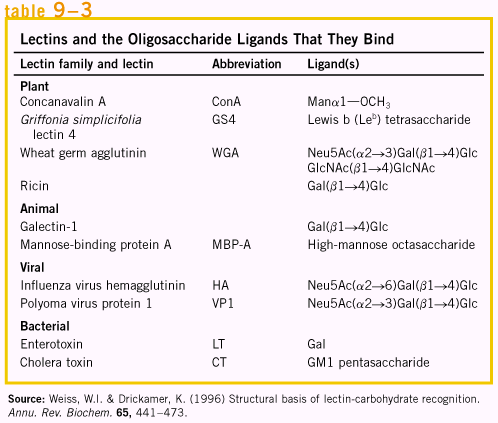 table 9–3
Lectins and the Oligosaccharide Ligands That They Bind
Lectin family and lectin Abbreviation Ligand(s)
Plant
Concanavalin A ConA Manα1—OCH₃
Griffonia simplicifolia GS4 Lewis b (Leᵇ) tetrasaccharide
lectin 4
Wheat germ agglutinin WGA Neu5Ac(α2→3)Gal(β1→4)Glc
GlcNAc(β1→4)GlcNAc
Ricin Gal(β1→4)Glc
Animal
Galectin-1 Gal(β1→4)Glc
Mannose-binding protein A MBP-A High-mannose octasaccharide
Viral
Influenza virus hemagglutinin HA Neu5Ac(α2→6)Gal(β1→4)Glc
Polyoma virus protein 1 VP1 Neu5Ac(α2→3)Gal(β1→4)Glc
Bacterial
Enterotoxin LT Gal
Cholera toxin CT GM1 pentasaccharide
Source: Weiss, W.I. & Drickamer, K. (1996) Structural basis of lectin-carbohydrate recognition.
Annu. Rev. Biochem. 65, 441–473.